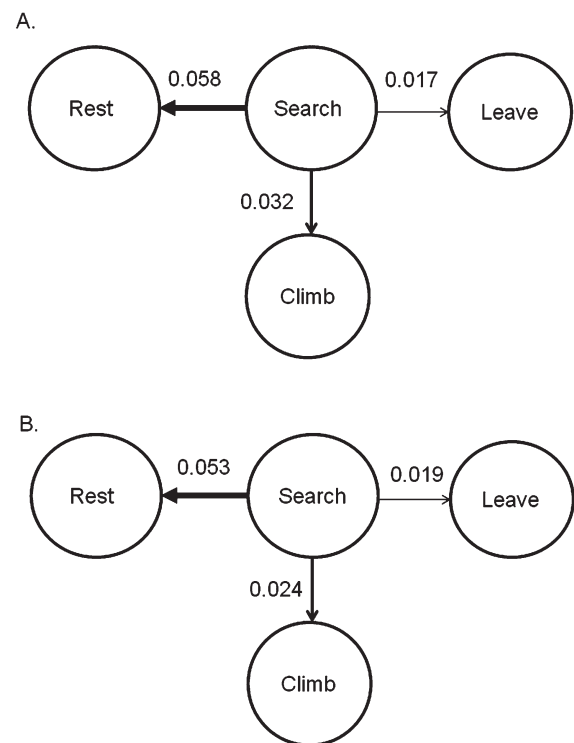 A.
0.058
0.017
Rest
Search
Leave
0.032
Climb
B.
0.053
0.019
Rest
Search
Leave
0.024
Climb